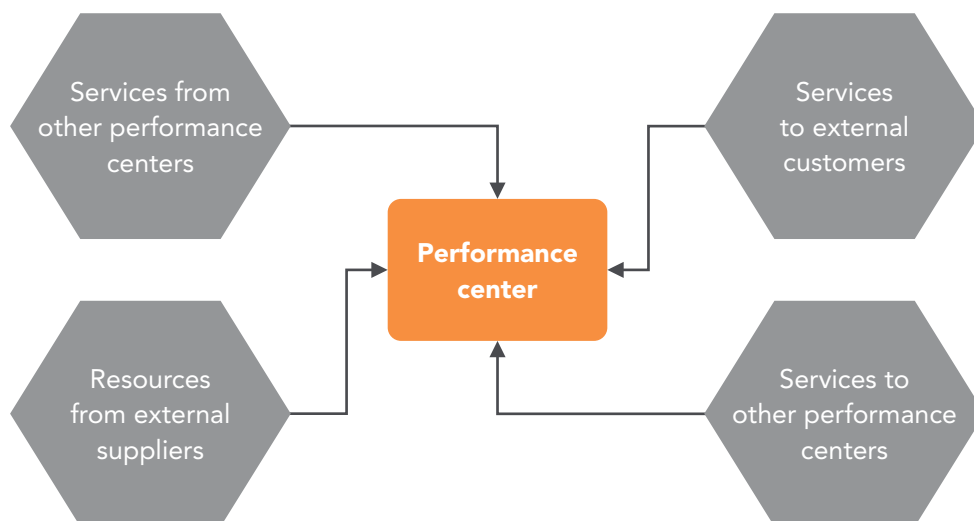 Services from
other performance
centers
Services
to external
customers
Performance
center
Resources
from external
suppliers
Services to
other performance
centers